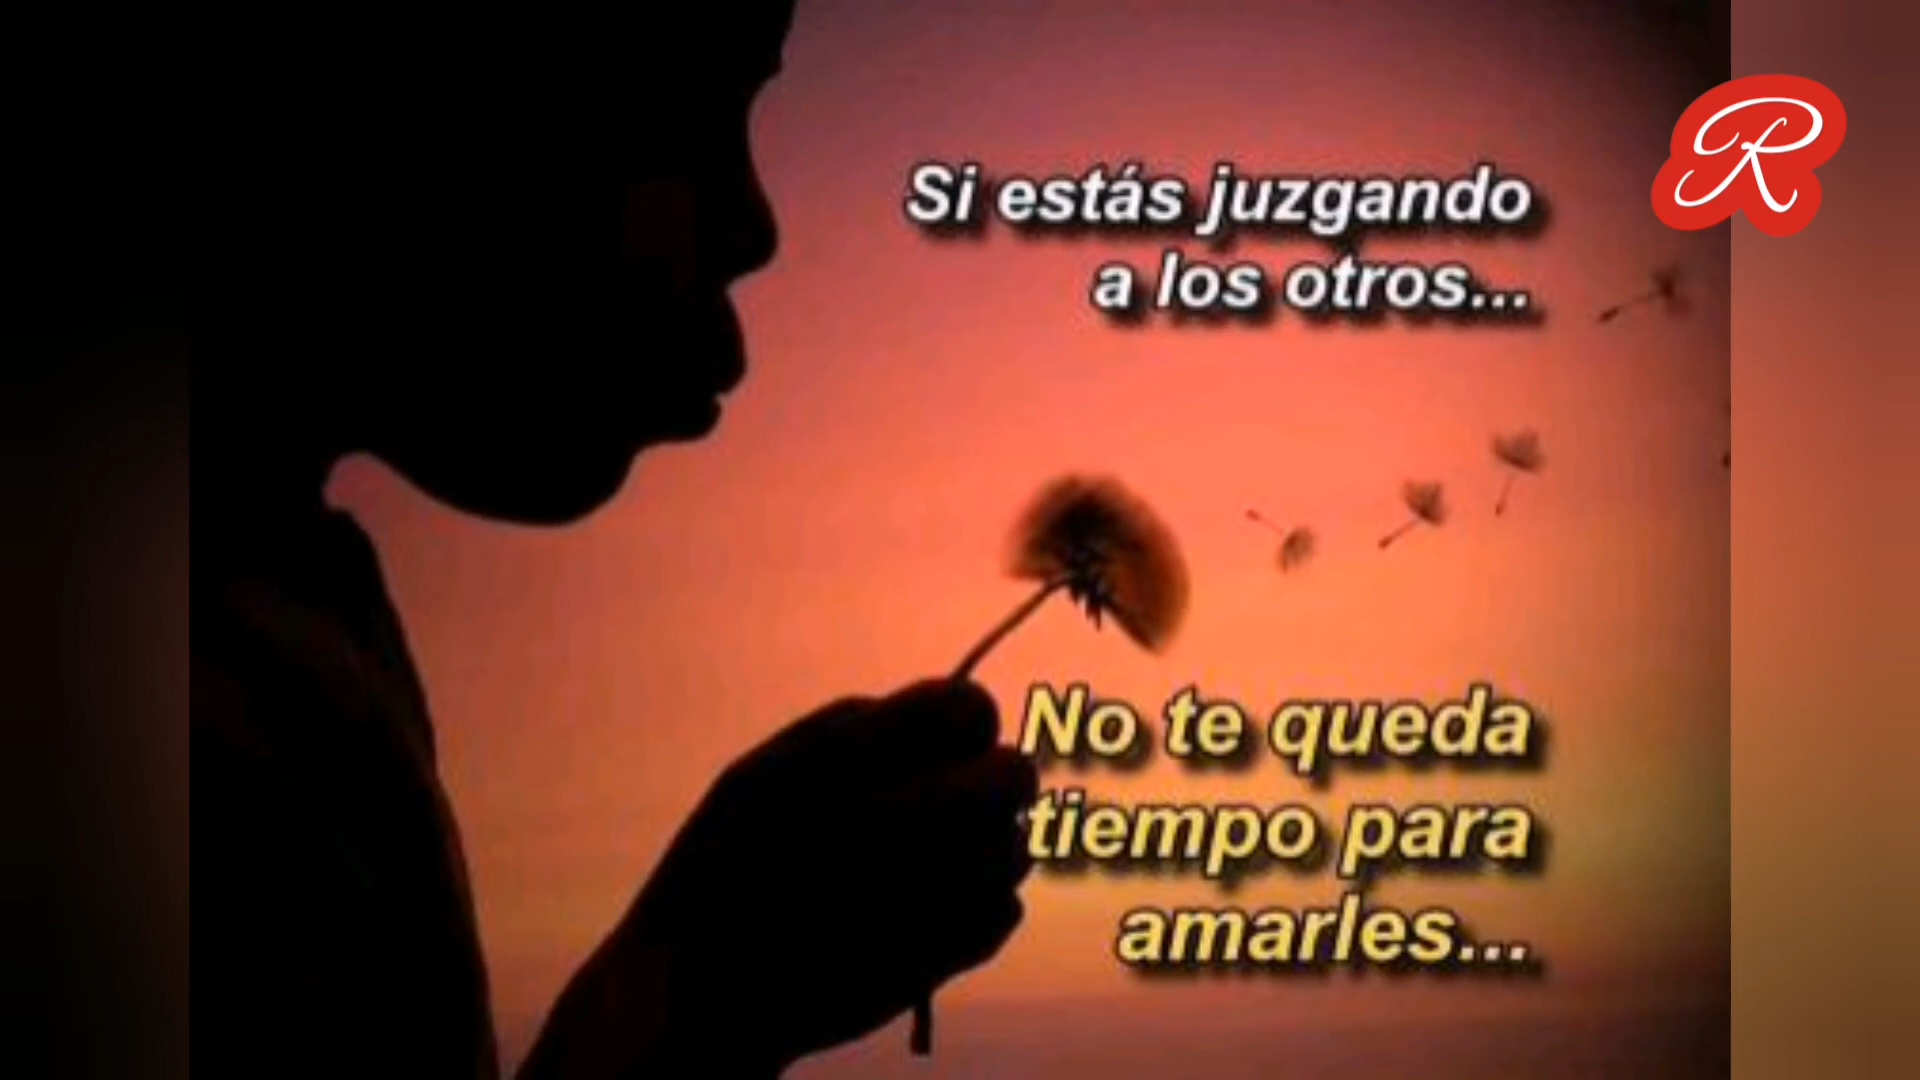 Si estás juzgando
a los otros...
R
No te queda
tiempo para
amarles...